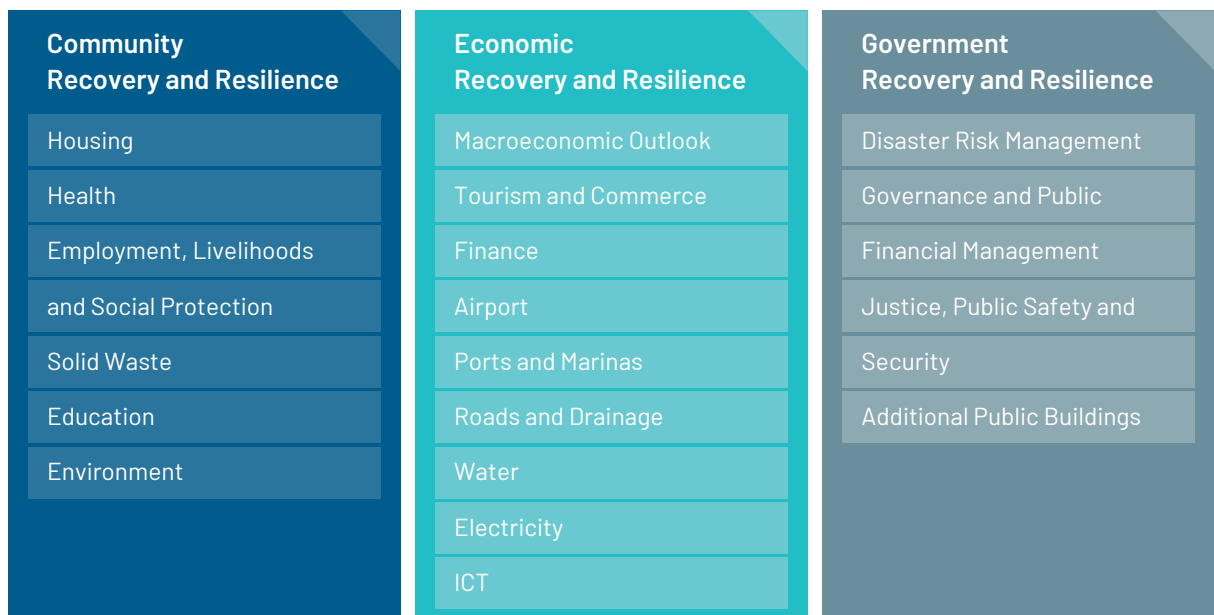 Community
Recovery and Resilience
Housing
Health
Employment, Livelihoods
and Social Protection
Solid Waste
Education
Environment
Economic
Recovery and Resilience
Macroeconomic Outlook
Tourism and Commerce
Finance
Airport
Ports and Marinas
Roads and Drainage
Water
Electricity
ICT
Government
Recovery and Resilience
Disaster Risk Management
Governance and Public
Financial Management
Justice, Public Safety and
Security
Additional Public Buildings